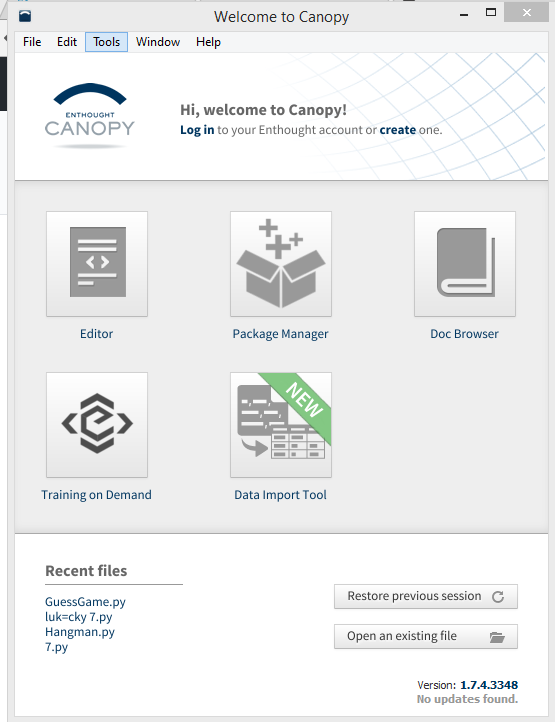 Welcome to Canopy
File Edit Tools Window Help
ENTHOUGHT
CANOPY
Hi, welcome to Canopy!
Log in to your Enthought account or create one.
Editor
Package Manager
Doc Browser
NEW
Training on Demand
Data Import Tool
Recent files
GuessGame.py
luk=cky 7.py
Hangman.py
7.py
Restore previous session
Open an existing file
Version: 1.7.4.3348
No updates found.